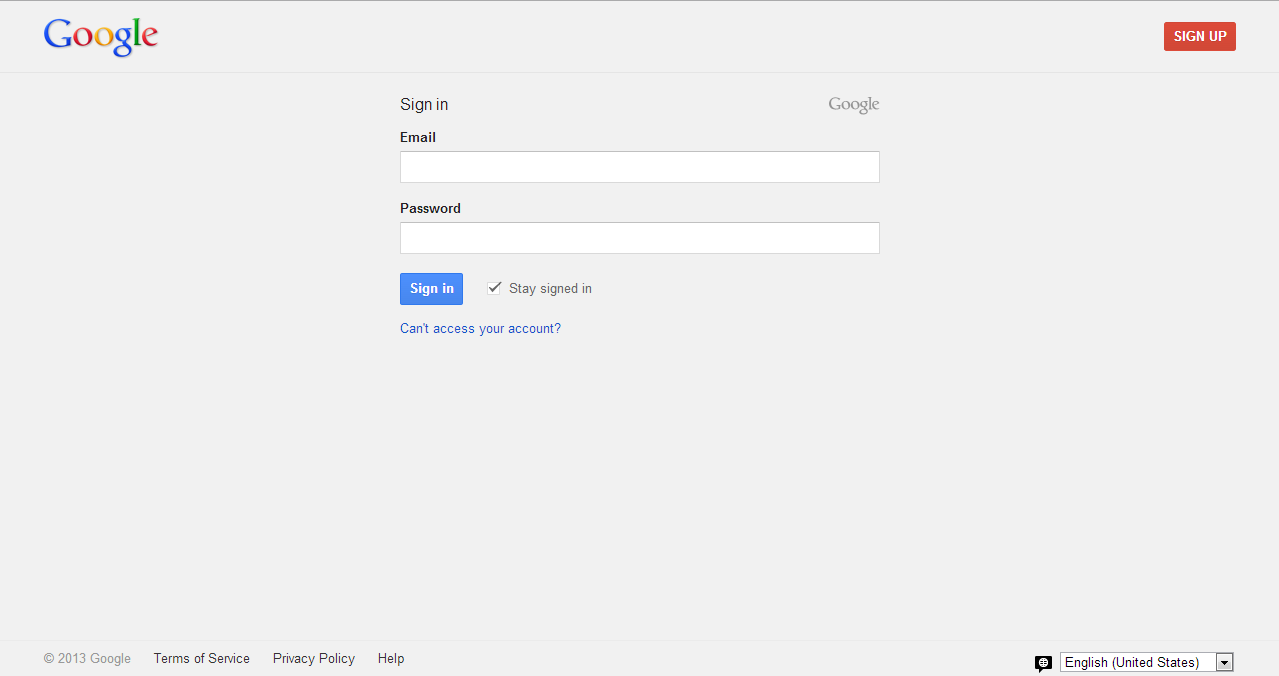 Google
SIGN UP
Sign in
Google
Email
Password
Sign in
Stay signed in
Can't access your account?
© 2013 Google Terms of Service Privacy Policy Help
English (United States)